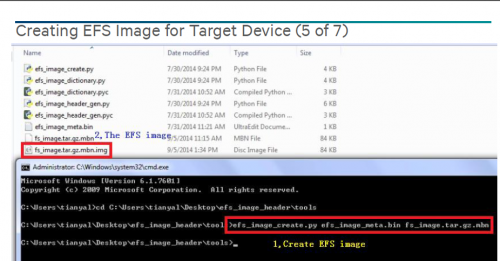 Creating EFS Image for Target Device (5 of 7)
Name Date modified Type Size
efs_image_create.py 7/30/2014 9:24 PM Python File 4 KB
efs_image_dictionary.py 7/30/2014 9:24 PM Python File 4 KB
efs_image_dictionary.pyc 7/31/2014 10:52 AM Compiled Python ... 3 KB
efs_image_header_gen.py 7/30/2014 9:24 PM Python File 6 KB
efs_image_header_gen.pyc 7/31/2014 10:52 AM Compiled Python ... 3 KB
efs_image_meta.bin 7/31/2014 11:21 AM UltraEdit Docume... 1 KB
fs_image.tar.gz.mbn 2,The EFS image 9/5/2014 11:15 AM MBN File 84 KB
fs_image.tar.gz.mbn.img 9/5/2014 1:34 PM Disc Image File 84 KB
Administrator: C:\Windows\system32\cmd.exe
Microsoft Windows [Version 6.1.7601]
Copyright (c) 2009 Microsoft Corporation. All rights reserved.
C:\Users\tianyal>cd C:\Users\tianyal\Desktop\efs_image_header\tools
C:\Users\tianyal\Desktop\efs_image_header\tools>efs_image_create.py efs_image_meta.bin fs_image.tar.gz.mbn
C:\Users\tianyal\Desktop\efs_image_header\tools>_
1,Create EFS image